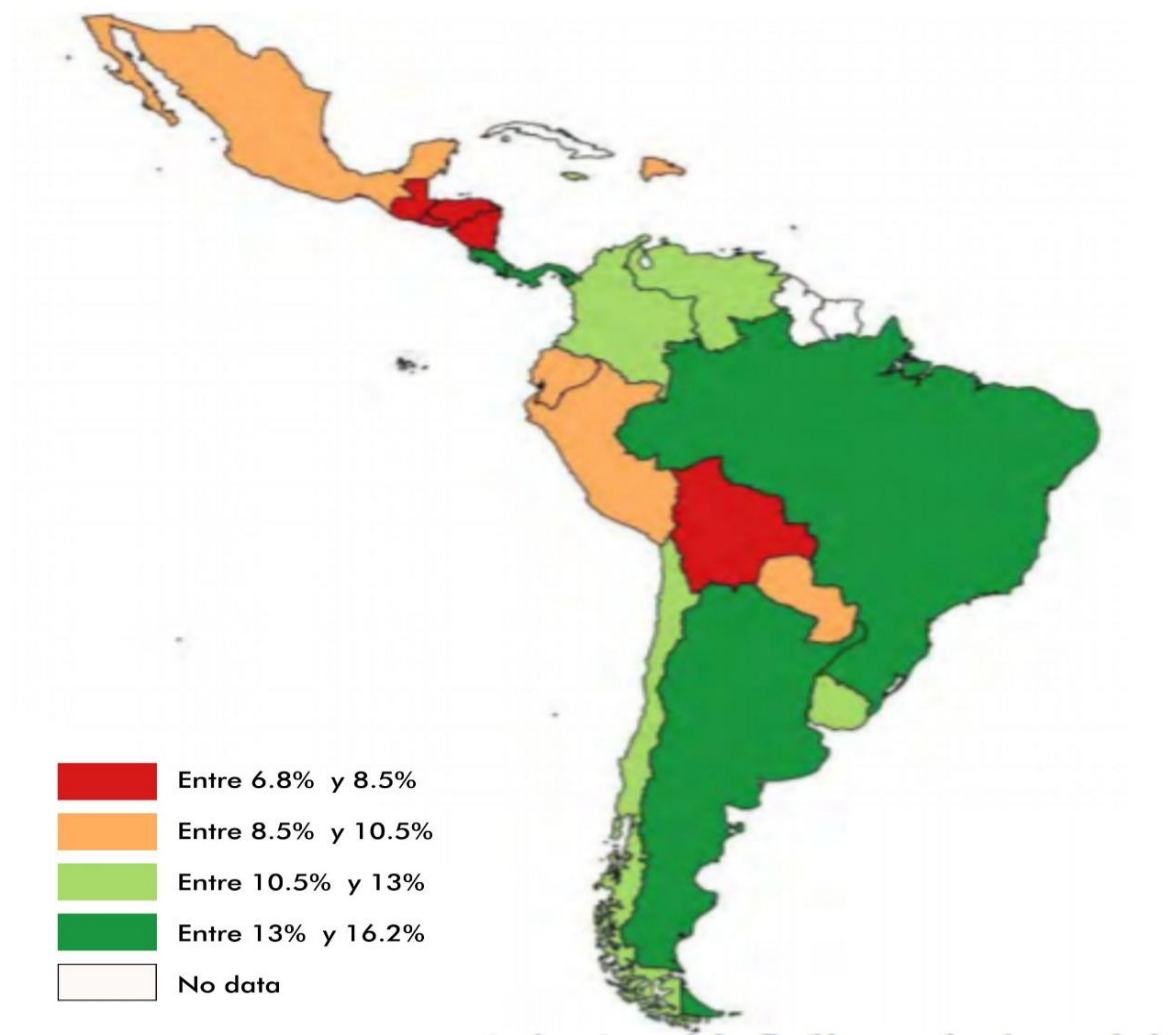 Entre 6.8% y 8.5%
Entre 8.5% y 10.5%
Entre 10.5% y 13%
Entre 13% y 16.2%
No data